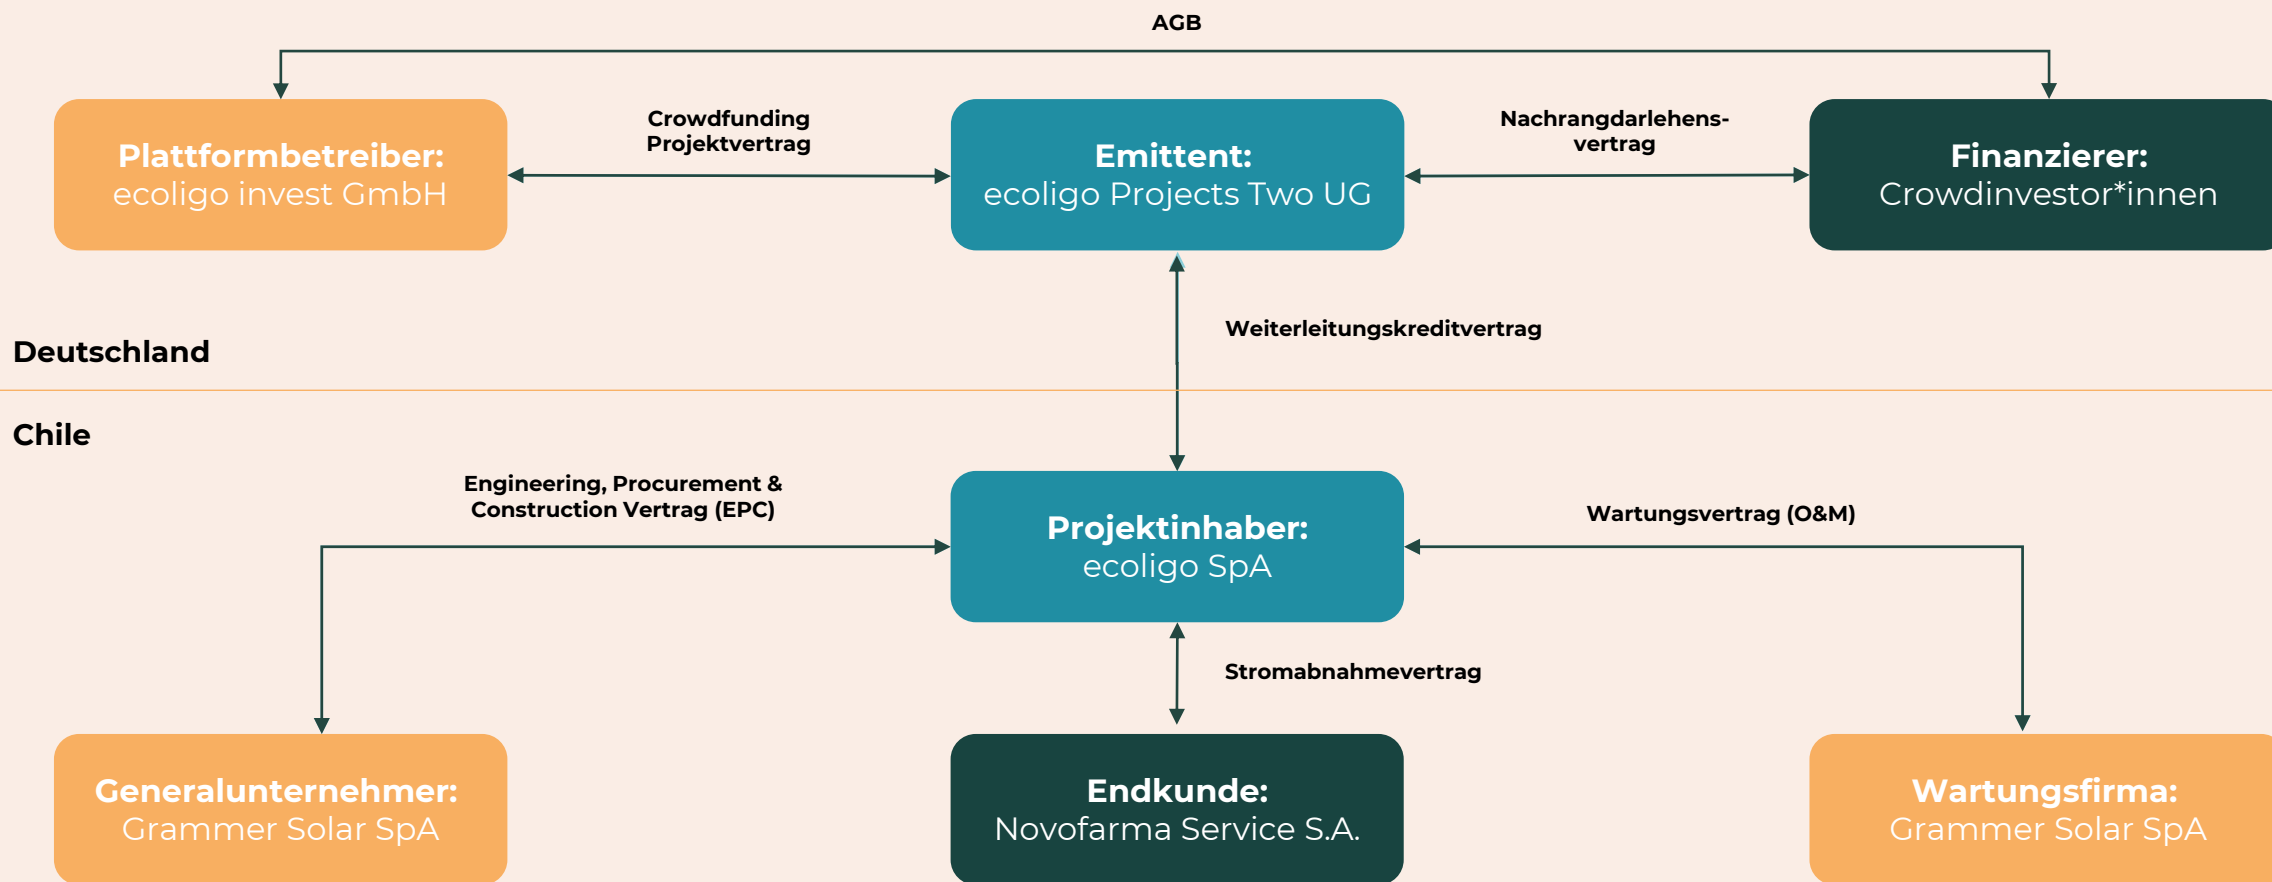 AGB
Crowdfunding
Projektvertrag
Nachrangdarlehens-
vertrag
Plattformbetreiber:
ecoligo invest GmbH
Emittent:
ecoligo Projects Two UG
Finanzierer:
Crowdinvestor*innen
Weiterleitungskreditvertrag
Deutschland
Chile
Engineering, Procurement &
Construction Vertrag (EPC)
Projektinhaber:
ecoligo SpA
Wartungsvertrag (O&M)
Stromabnahmevertrag
Generalunternehmer:
Grammer Solar SpA
Endkunde:
Novofarma Service S.A.
Wartungsfirma:
Grammer Solar SpA